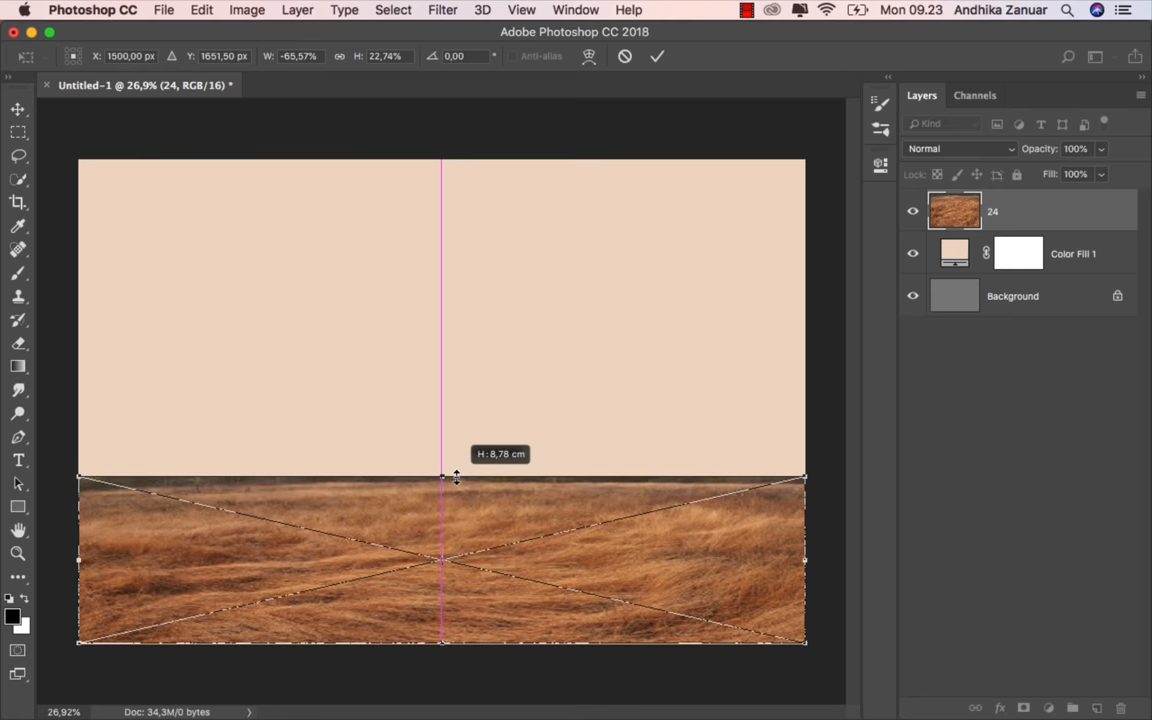 Photoshop CC File Edit Image Layer Type Select Filter 3D View Window Help Mon 09.23 Andhika Zanuar
Adobe Photoshop CC 2018
X: 1500,00 px Y: 1651,50 px W: -65,57% H: 22,74% 0,00 ° Anti-alias
× Untitled-1 @ 26,9% (24, RGB/16) *
Layers Channels
Kind
Normal Opacity: 100%
Lock: Fill: 100%
24
Color Fill 1
Background
H: 8,78 cm
26,92% Doc: 34,3M/0 bytes